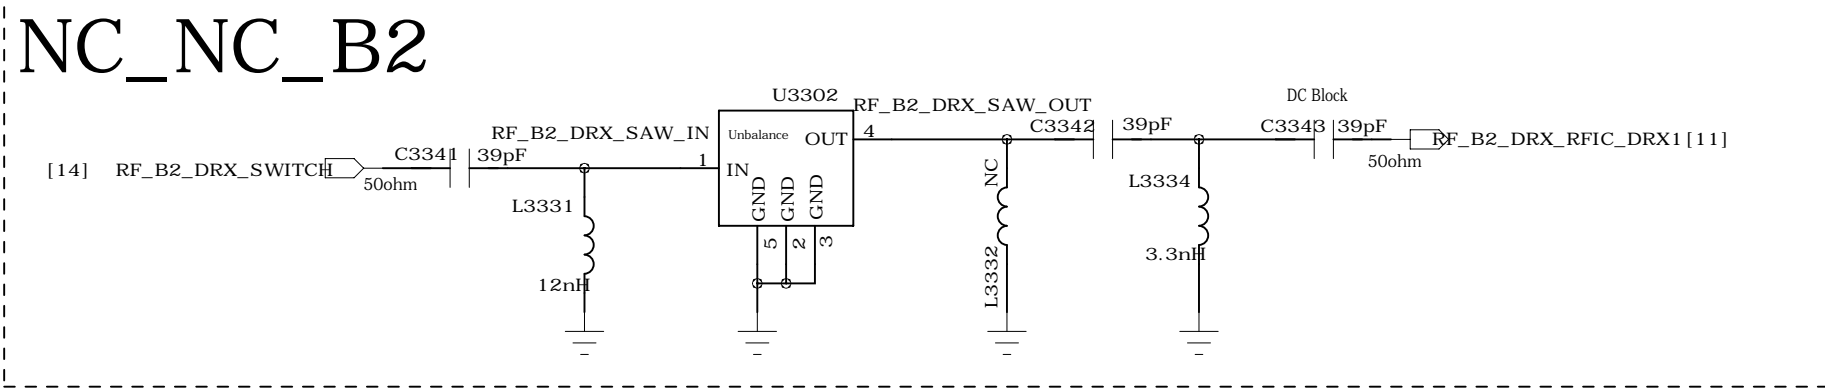 NC_NC_B2
U3302
RF_B2_DRX_SAW_OUT
DC Block
RF_B2_DRX_SAW_IN
Unbalance
OUT
4
C3342
39pF
C3343
39pF
RF_B2_DRX_RFIC_DRX1 [11]
50ohm
[14] RF_B2_DRX_SWITCH
50ohm
C3341
39pF
1
IN
GND
GND
GND
5
2
3
L3331
12nH
NC
L3332
L3334
3.3nH